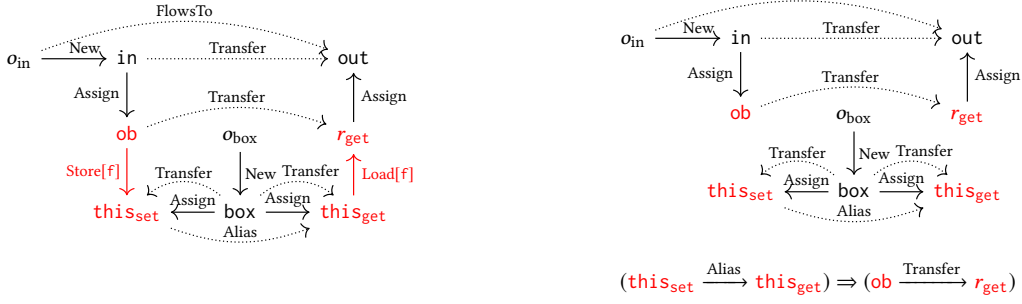 FlowsTo
o_in New in Transfer out
Assign Transfer Assign
ob o_box r_get
Store[f] Transfer New Transfer Load[f]
Assign Assign
this_set box this_get
Alias
o_in New in Transfer out
Assign Transfer Assign
ob o_box r_get
Transfer New Transfer
Assign Assign
this_set box this_get
Alias
(this_set —Alias→ this_get) ⇒ (ob —Transfer→ r_get)